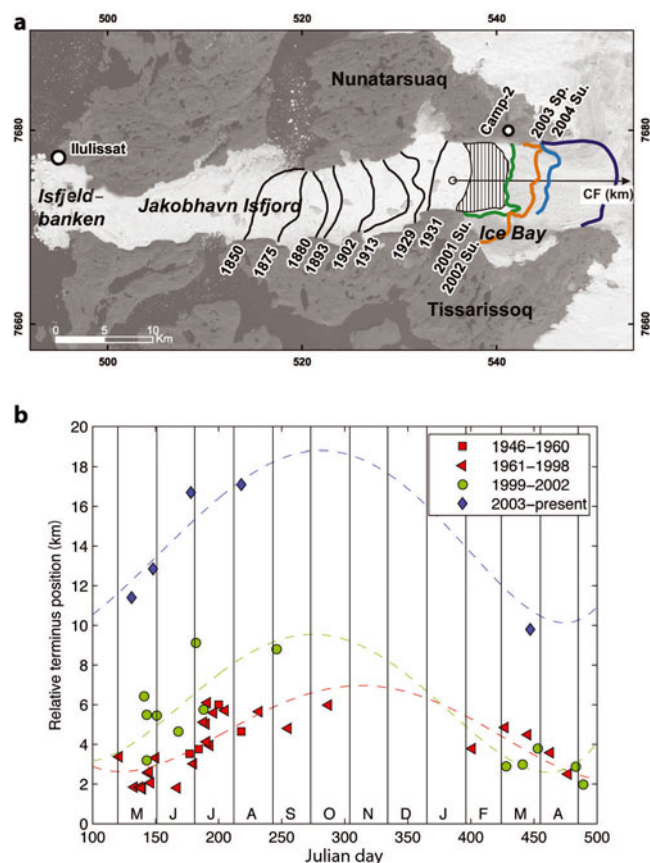 a
500
520
540
Nunatarsuaq
Camp-2
2003 Sp.
2004 Su.
7680
7680
Ilulissat
CF (km)
Isfjeld-
banken
Jakobhavn Isfjord
Ice Bay
1850
1875
1880
1893
1902
1913
1929
1931
2001 Su.
2002 Su.
Tissarissoq
7660
7660
0 5 10
Km
500
520
540
b
20
18
16
14
12
10
8
6
4
2
0
Relative terminus position (km)
1946–1960
1961–1998
1999–2002
2003–present
M J J A S O N D J F M A
100 150 200 250 300 350 400 450 500
Julian day